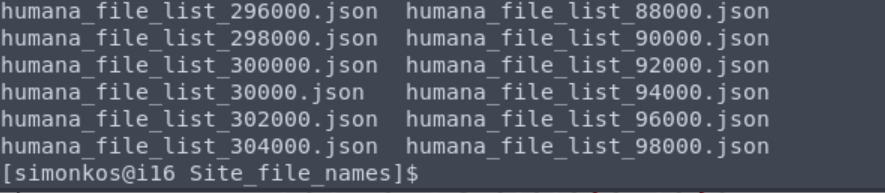 humana_file_list_296000.json  humana_file_list_88000.json
humana_file_list_298000.json  humana_file_list_90000.json
humana_file_list_300000.json  humana_file_list_92000.json
humana_file_list_30000.json   humana_file_list_94000.json
humana_file_list_302000.json  humana_file_list_96000.json
humana_file_list_304000.json  humana_file_list_98000.json
[simonkos@i16 Site_file_names]$